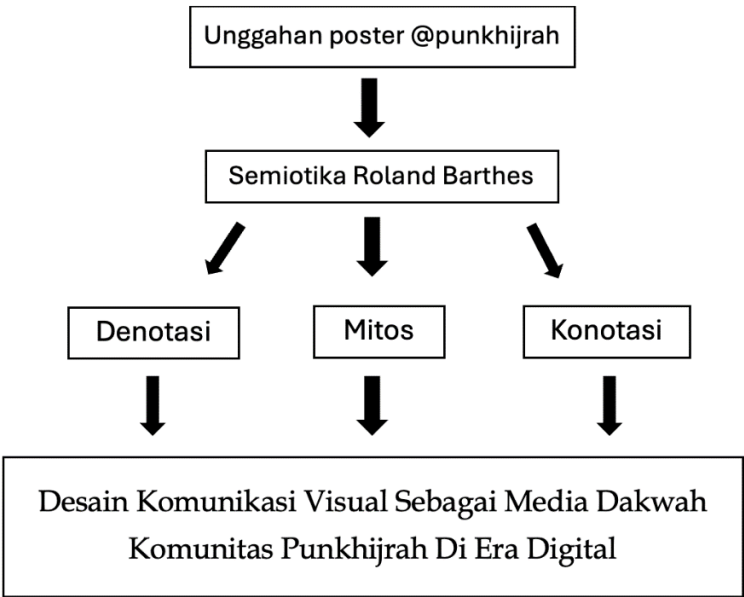 Unggahan poster @punkhijrah
Semiotika Roland Barthes
Denotasi
Mitos
Konotasi
Desain Komunikasi Visual Sebagai Media Dakwah
Komunitas Punkhijrah Di Era Digital